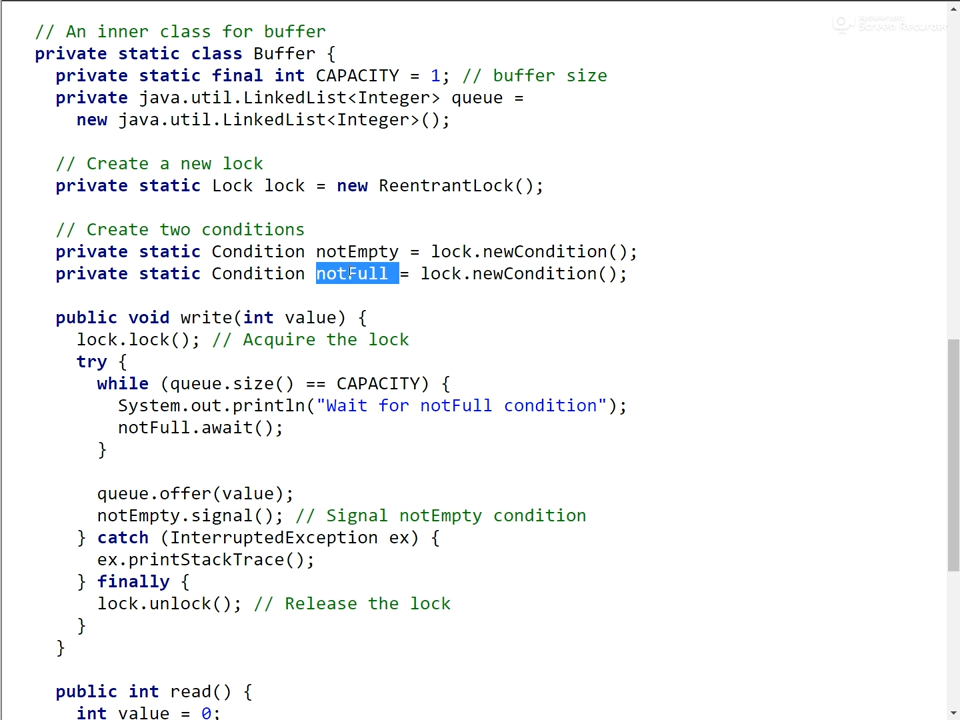 // An inner class for buffer
private static class Buffer {
private static final int CAPACITY = 1; // buffer size
private java.util.LinkedList<Integer> queue =
new java.util.LinkedList<Integer>();
// Create a new lock
private static Lock lock = new ReentrantLock();
// Create two conditions
private static Condition notEmpty = lock.newCondition();
private static Condition notFull = lock.newCondition();
public void write(int value) {
lock.lock(); // Acquire the lock
try {
while (queue.size() == CAPACITY) {
System.out.println("Wait for notFull condition");
notFull.await();
}
queue.offer(value);
notEmpty.signal(); // Signal notEmpty condition
} catch (InterruptedException ex) {
ex.printStackTrace();
} finally {
lock.unlock(); // Release the lock
}
}
public int read() {
int value = 0;
Screen Recorder